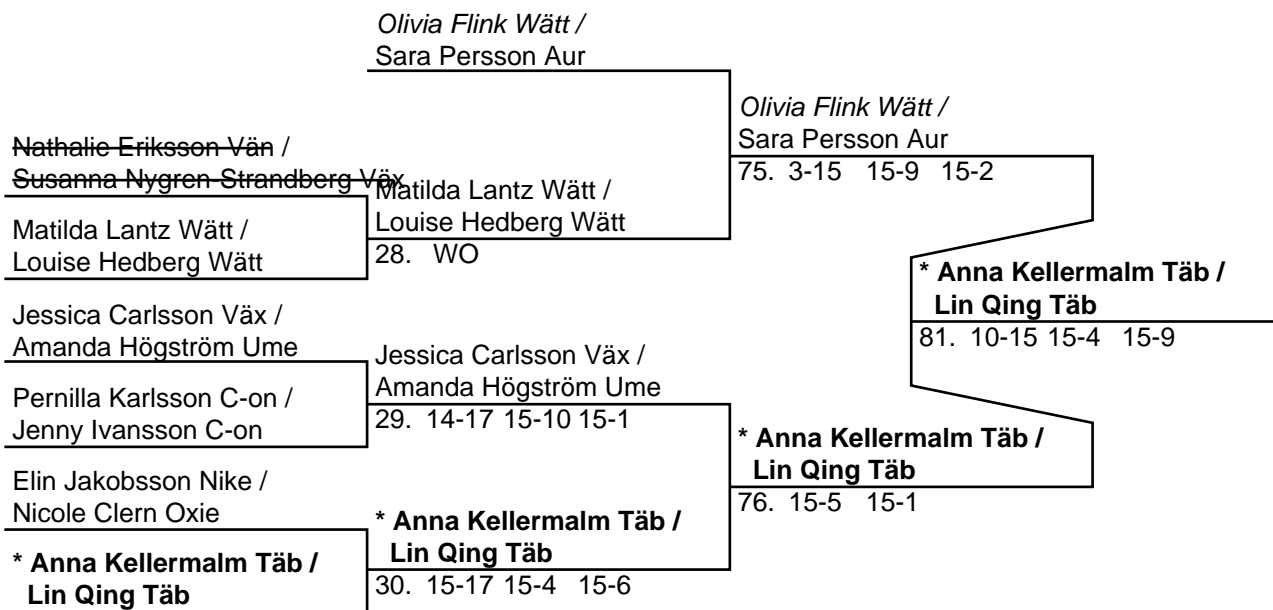 Olivia Flink Wätt /
Sara Persson Aur
Olivia Flink Wätt /
Sara Persson Aur
75. 3-15 15-9 15-2
Nathalie Eriksson Vän /
Susanna Nygren-Strandberg Väx
Matilda Lantz Wätt /
Louise Hedberg Wätt
28. WO
Matilda Lantz Wätt /
Louise Hedberg Wätt
* Anna Kellermalm Täb /
Lin Qing Täb
81. 10-15 15-4 15-9
Jessica Carlsson Väx /
Amanda Högström Ume
Jessica Carlsson Väx /
Amanda Högström Ume
29. 14-17 15-10 15-1
Pernilla Karlsson C-on /
Jenny Ivansson C-on
* Anna Kellermalm Täb /
Lin Qing Täb
76. 15-5 15-1
Elin Jakobsson Nike /
Nicole Clern Oxie
* Anna Kellermalm Täb /
Lin Qing Täb
30. 15-17 15-4 15-6
* Anna Kellermalm Täb /
Lin Qing Täb